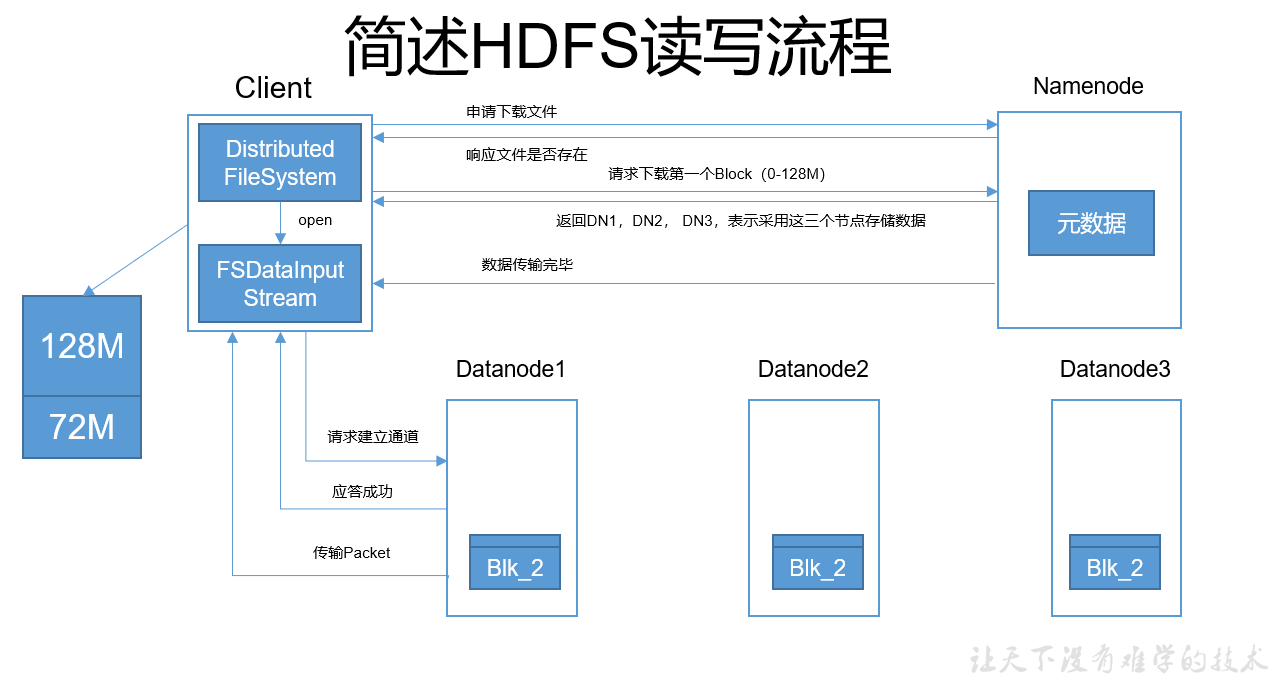 简述HDFS读写流程
Client
Namenode
申请下载文件
Distributed
FileSystem
响应文件是否存在
请求下载第一个Block（0-128M）
open
返回DN1，DN2， DN3，表示采用这三个节点存储数据
元数据
FSDataInput
Stream
数据传输完毕
128M
72M
Datanode1
Datanode2
Datanode3
请求建立通道
应答成功
传输Packet
Blk_2
Blk_2
Blk_2
让天下没有难学的技术